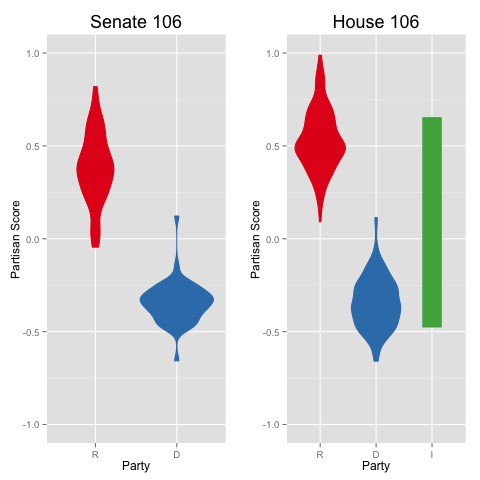 Senate 106
1.0
0.5
0.0
-0.5
-1.0
Partisan Score
R D
Party
House 106
1.0
0.5
0.0
-0.5
-1.0
Partisan Score
R D I
Party